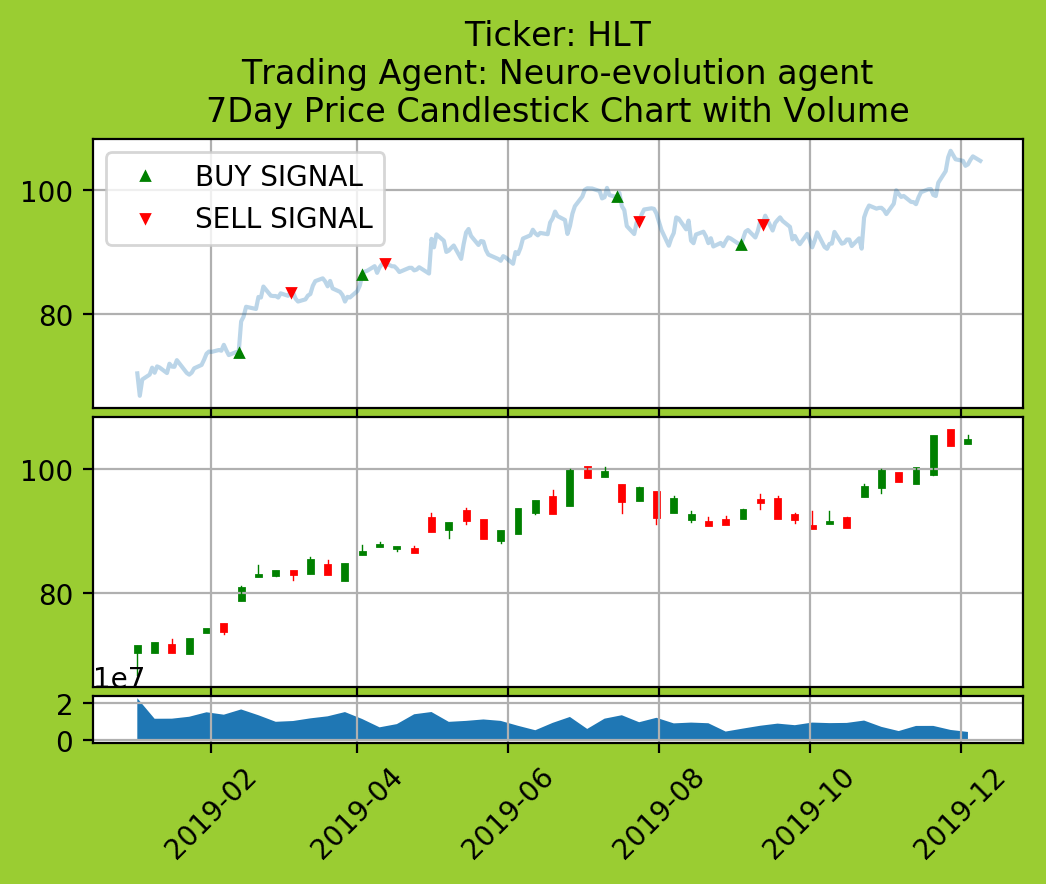 Ticker: HLT
Trading Agent: Neuro-evolution agent
7Day Price Candlestick Chart with Volume
BUY SIGNAL
SELL SIGNAL
100
80
100
80
1e7
2
0
2019-02
2019-04
2019-06
2019-08
2019-10
2019-12